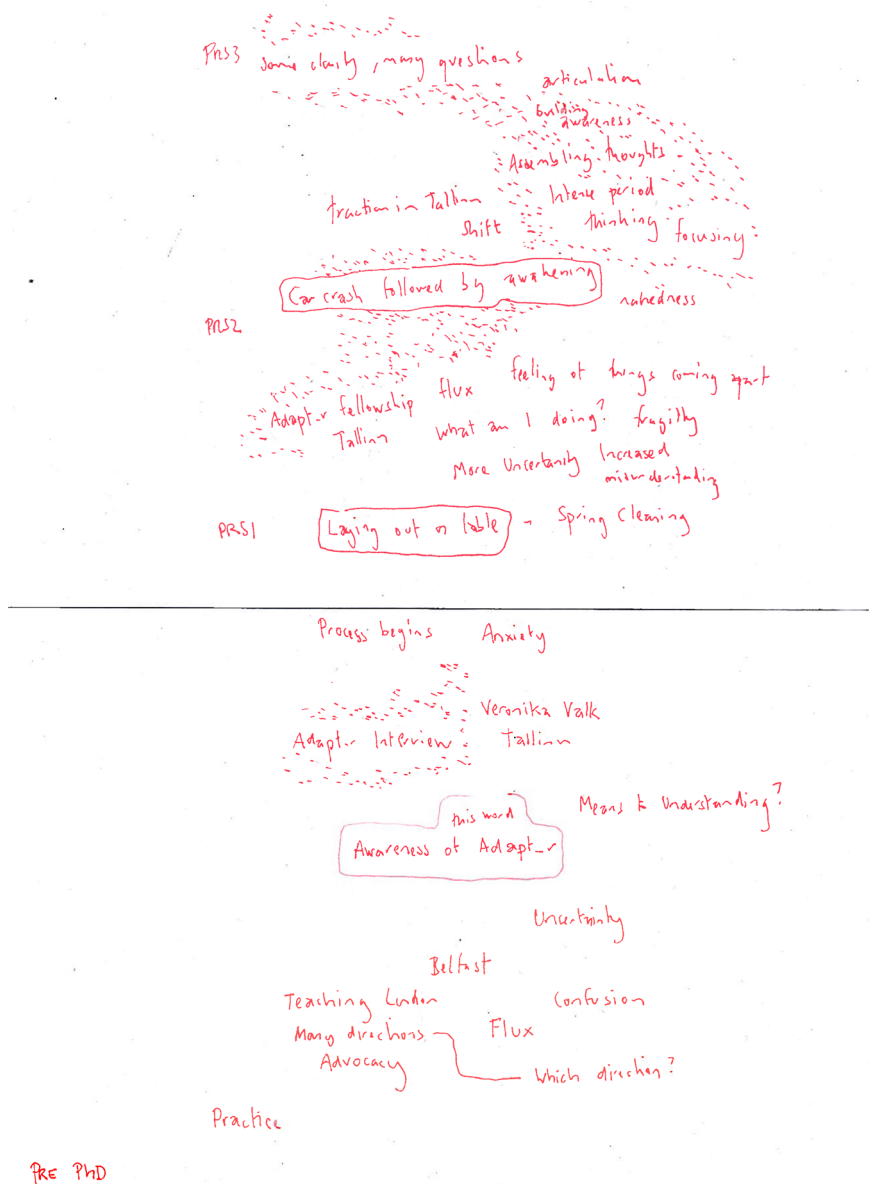 PRS3 Some clarity, many questions
articulation
building
awareness
Assembling thoughts
traction in Tallinn
Intense period
Shift
thinking
focusing
Car crash followed by awakening
nakedness
PRS2
feeling of things coming apart
flux
Adapt-r fellowship
Tallinn
What am I doing?
fragility
More Uncertainty
Increased
misunderstanding
PRS1
Laying out on table - Spring Cleaning
Process begins Anxiety
Veronika Valk
Adapt-r Interview Tallinn
Means to Understanding?
this word
Awareness of Adapt-r
Uncertainty
Belfast
Teaching London Confusion
Many directions Flux
Advocacy
Which direction?
Practice
PRE PhD